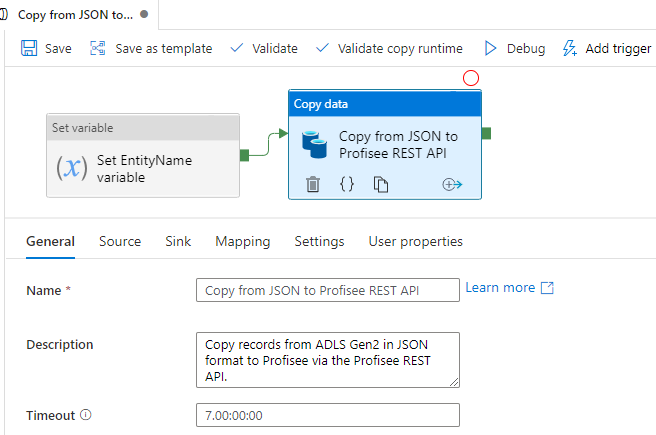 Copy from JSON to...
Save
Save as template
Validate
Validate copy runtime
Debug
Add trigger
Set variable
(x)
Set EntityName
variable
Copy data
Copy from JSON to
Profisee REST API
{}
General
Source
Sink
Mapping
Settings
User properties
Name *
Copy from JSON to Profisee REST API
Learn more
Description
Copy records from ADLS Gen2 in JSON
format to Profisee via the Profisee REST
API.
Timeout
7.00:00:00